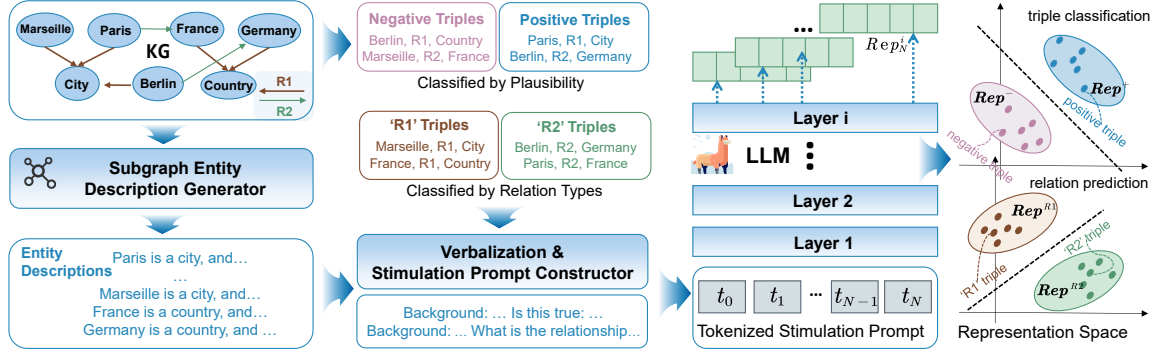 Marseille
Paris
France
Germany
KG
City
Berlin
Country
R1
R2
Subgraph Entity
Description Generator
Entity
Descriptions
Paris is a city, and…
…
Marseille is a city, and…
France is a country, and…
Germany is a country, and …
Negative Triples
Berlin, R1, Country
Marseille, R2, France
Positive Triples
Paris, R1, City
Berlin, R2, Germany
Classified by Plausibility
'R1' Triples
Marseille, R1, City
France, R1, Country
'R2' Triples
Berlin, R2, Germany
Paris, R2, France
Classified by Relation Types
Verbalization &
Stimulation Prompt Constructor
Background: … Is this true: …
Background: ... What is the relationship...
...
Rep_N^i
Layer i
LLM
Layer 2
Layer 1
t_0
t_1
...
t_{N-1}
t_N
Tokenized Stimulation Prompt
triple classification
Rep^+
Rep^-
positive triple
negative triple
relation prediction
Rep^{R1}
'R2' triple
'R1' triple
Rep^{R2}
Representation Space